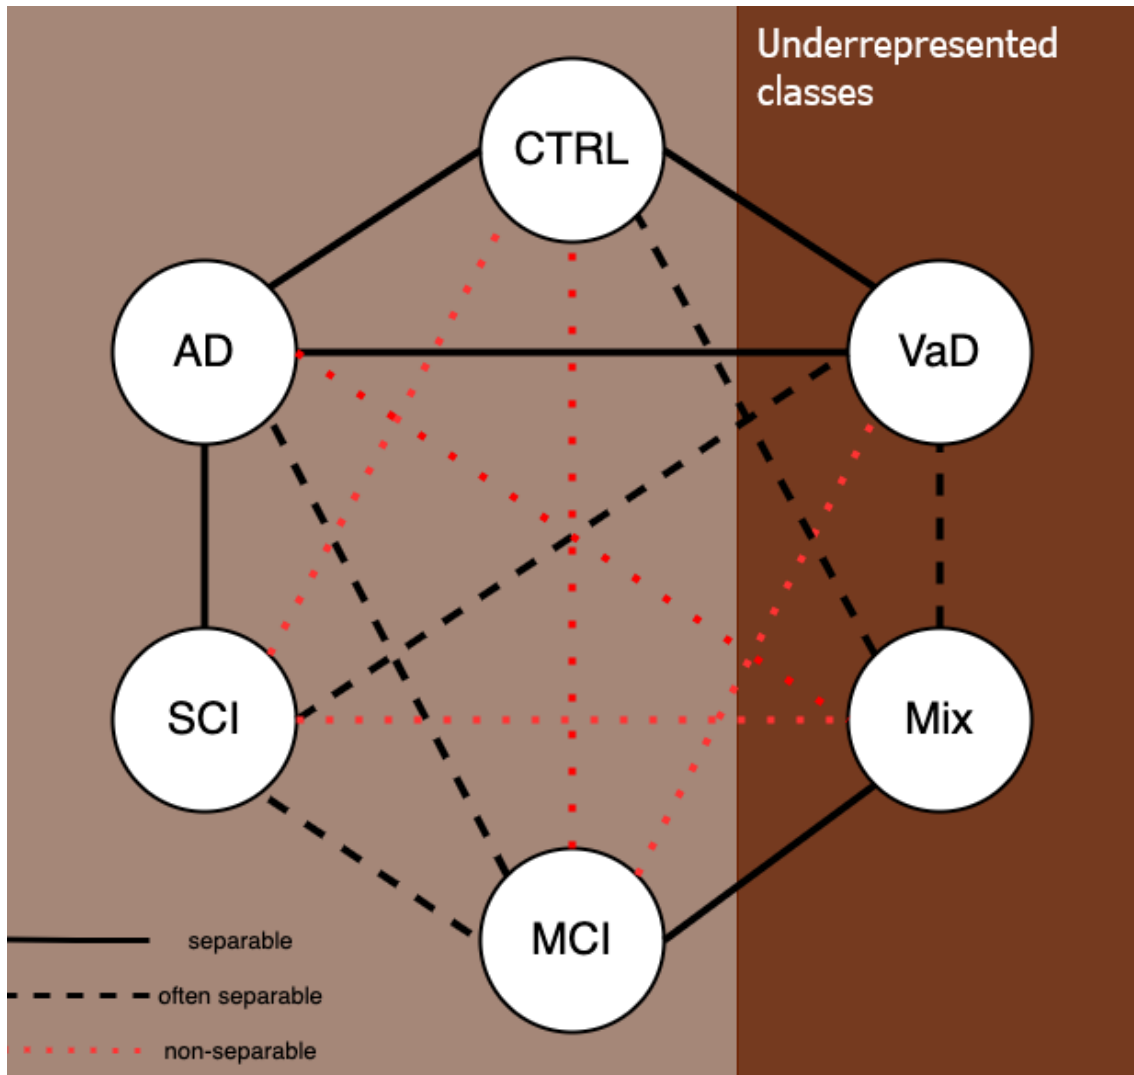 Underrepresented
classes
CTRL
AD
VaD
SCI
Mix
MCI
separable
often separable
non-separable